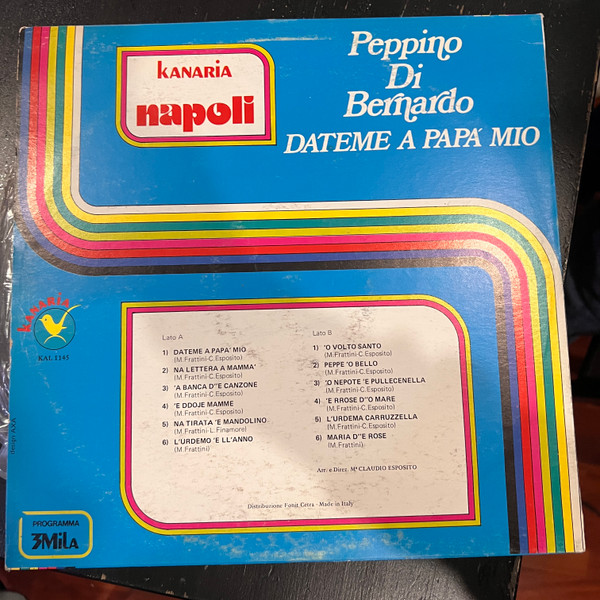 KANARIA
napoli
Peppino
Di
Bernardo
DATEME A PAPÁ MIO
KANARIA
KAL 1145
Lato A
1) DATEME A PAPA' MIO
(M.Frattini-C.Esposito)
2) NA LETTERA A MAMMA'
(M.Frattini-C.Esposito)
3) 'A BANCA D''E CANZONE
(M.Frattini-C.Esposito)
4) 'E DDOJE MAMME
(M.Frattini-C.Esposito)
5) NA TIRATA 'E MANDOLINO
(M.Frattini-L.Finamore)
6) L'URDEMO 'E LL'ANNO
(M.Frattini)
Lato B
1) 'O VOLTO SANTO
(M.Frattini-C.Esposito)
2) PEPPE 'O BELLO
(M.Frattini-C.Esposito)
3) 'O NEPOTE 'E PULLECENELLA
(M.Frattini-C.Esposito)
4) 'E RROSE D''O MARE
(M.Frattini-C.Esposito)
5) L'URDEMA CARRUZZELLA
(M.Frattini-C.Esposito)
6) MARIA D''E ROSE
(M.Frattini)
Arr. e Direz. Mº CLAUDIO ESPOSITO
Distribuzione Fonit Cetra - Made in Italy
PROGRAMMA
3MiLa